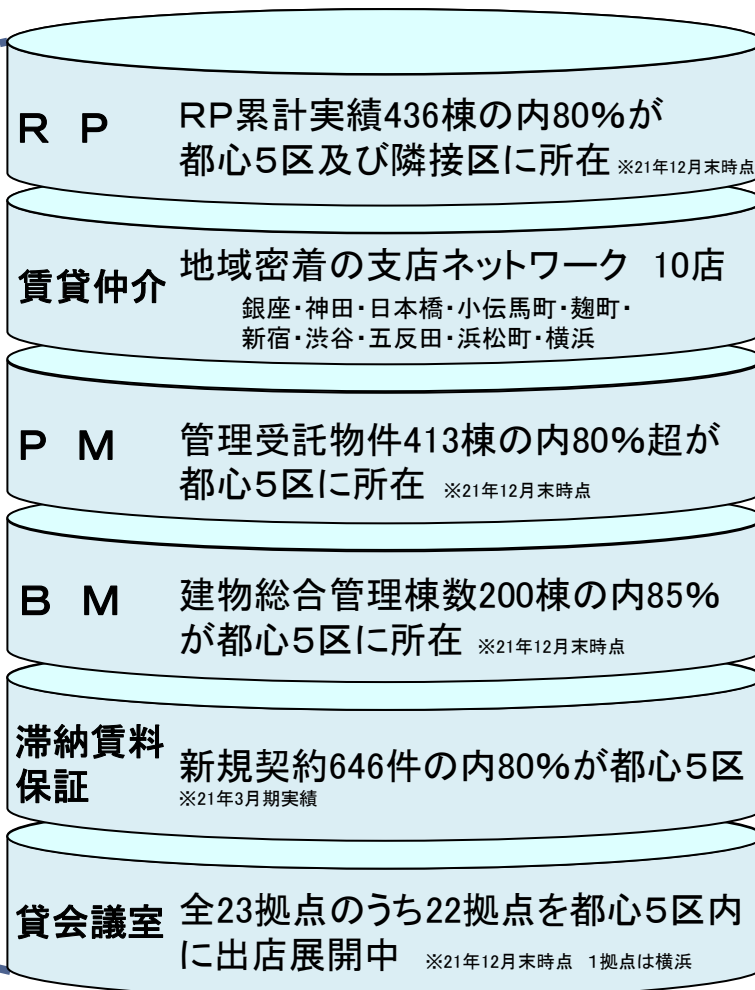 ＲＰ
ＲＰ累計実績436棟の内80％が
都心５区及び隣接区に所在 ※21年12月末時点
賃貸仲介
地域密着の支店ネットワーク　10店
銀座・神田・日本橋・小伝馬町・麹町・
新宿・渋谷・五反田・浜松町・横浜
ＰＭ
管理受託物件413棟の内80％超が
都心５区に所在　※21年12月末時点
ＢＭ
建物総合管理棟数200棟の内85％
が都心５区に所在　※21年12月末時点
滞納賃料
保証
新規契約646件の内80％が都心５区
※21年3月期実績
貸会議室
全23拠点のうち22拠点を都心５区内
に出店展開中　※21年12月末時点　1拠点は横浜